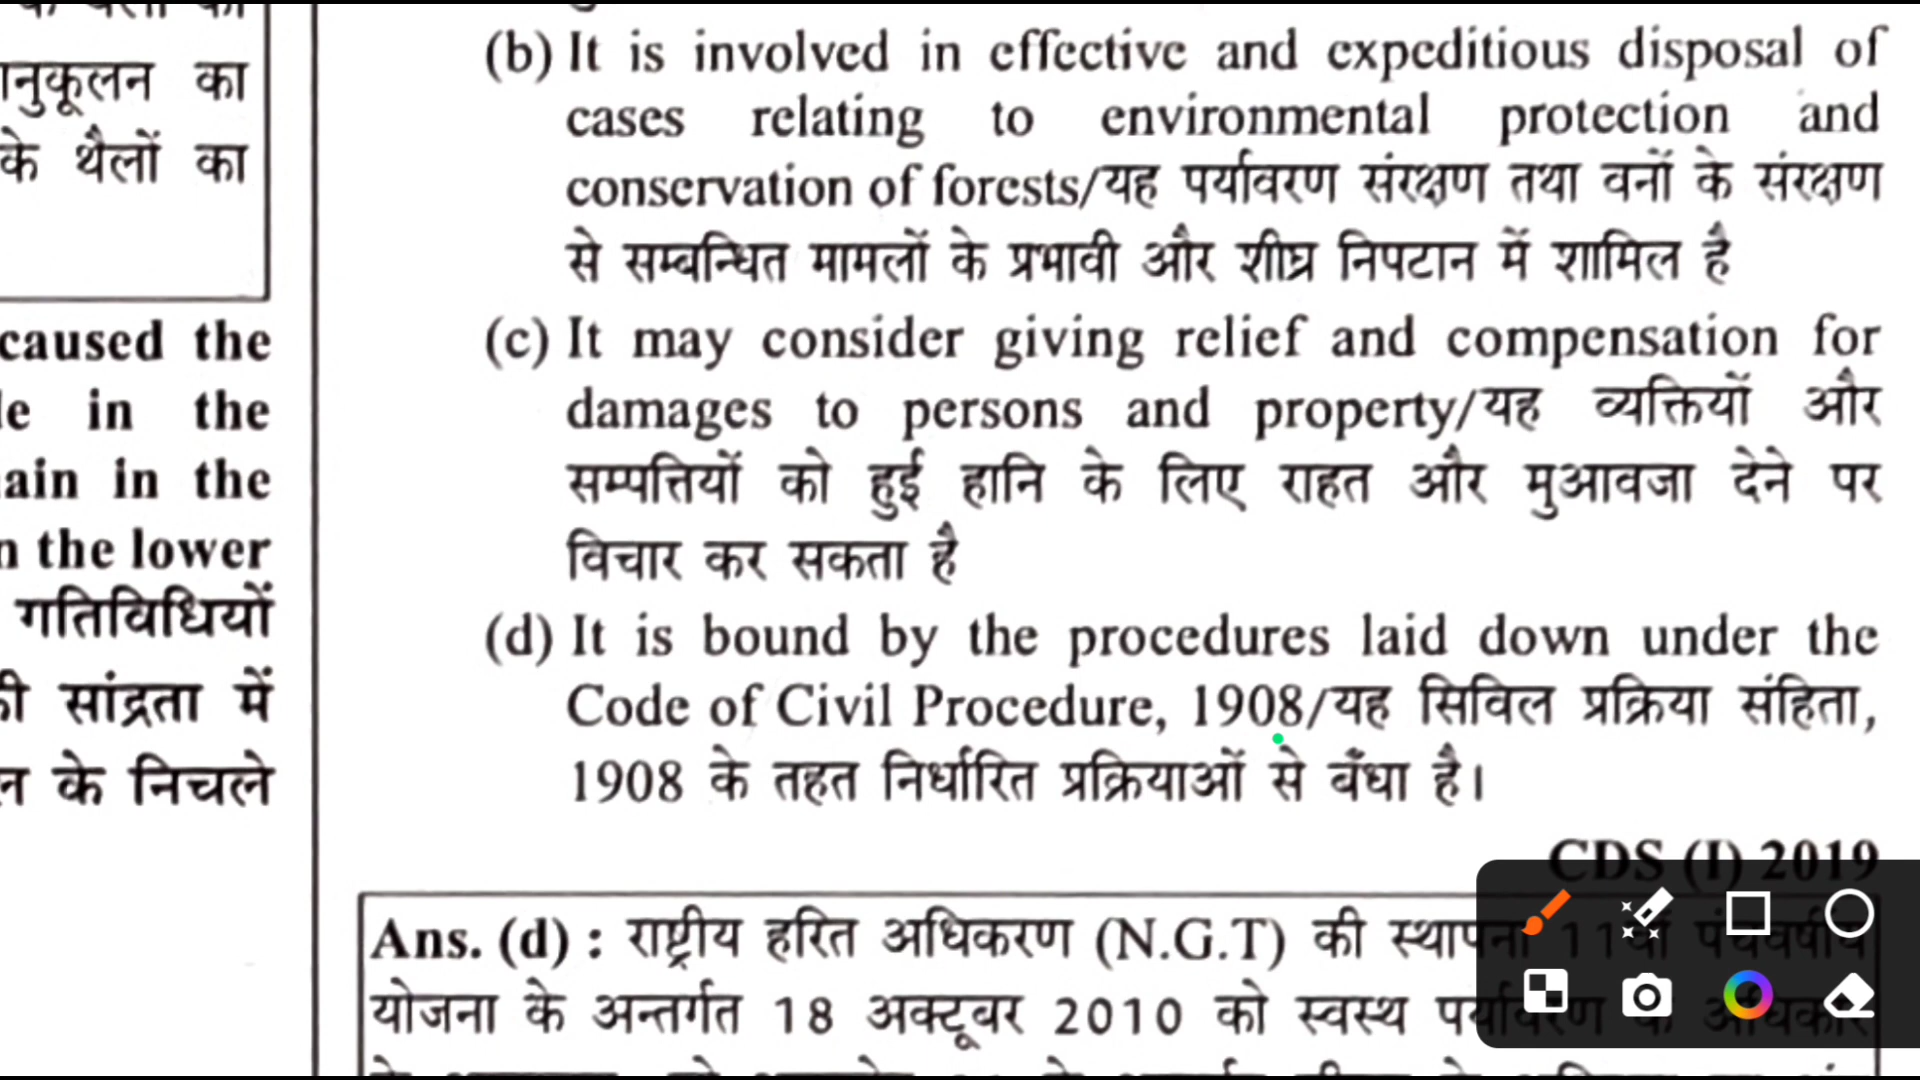 ानुकूलन का
के थैलों का
caused the
le in the
ain in the
n the lower
गतिविधियों
ी सांद्रता में
न के निचले
(b) It is involved in effective and expeditious disposal of
cases relating to environmental protection and
conservation of forests/यह पर्यावरण संरक्षण तथा वनों के संरक्षण
से सम्बन्धित मामलों के प्रभावी और शीघ्र निपटान में शामिल है
(c) It may consider giving relief and compensation for
damages to persons and property/यह व्यक्तियों और
सम्पत्तियों को हुई हानि के लिए राहत और मुआवजा देने पर
विचार कर सकता है
(d) It is bound by the procedures laid down under the
Code of Civil Procedure, 1908/यह सिविल प्रक्रिया संहिता,
1908 के तहत निर्धारित प्रक्रियाओं से बँधा है।
CDS (I) 2019
Ans. (d) : राष्ट्रीय हरित अधिकरण (N.G.T) की स्थापना 11वीं पंचवर्षीय
योजना के अन्तर्गत 18 अक्टूबर 2010 को स्वस्थ पर्यावरण के अधिकार